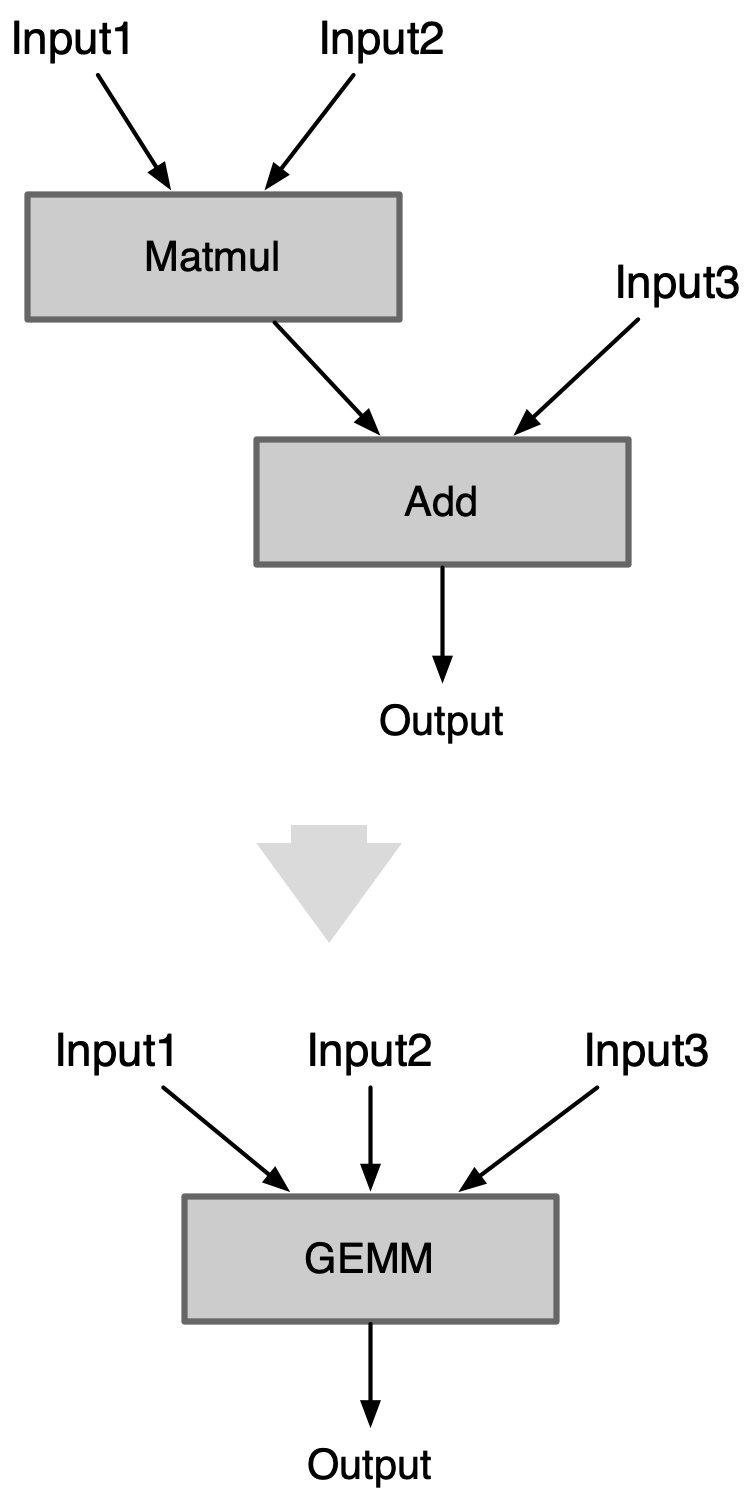 Input1 Input2
Matmul
Input3
Add
Output
Input1 Input2 Input3
GEMM
Output